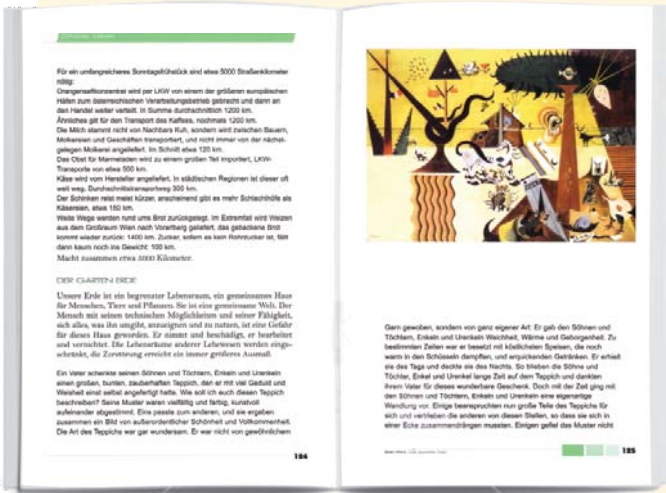 Für ein umfangreicheres Sonntagsfrühstück sind etwa 5000 Straßenkilometer
nötig:
Orangensaftkonzentrat wird per LKW von einem der größeren europäischen
Häfen zum österreichischen Verarbeitungsbetrieb gebracht und dann an
den Handel weiter verteilt. In Summe durchschnittlich 1200 km.
Ähnliches gilt für den Transport des Kaffees, nochmals 1200 km.
Die Milch stammt nicht von Nachbars Kuh, sondern wird zwischen Bauern,
Molkereien und Geschäften transportiert, und nicht immer von der nächst-
gelegen Molkerei angeliefert. Im Schnitt etwa 120 km.
Das Obst für Marmeladen wird zu einem großen Teil importiert, LKW-
Transporte von etwa 500 km.
Käse wird vom Hersteller angeliefert. In städtischen Regionen ist dieser oft
weit weg. Durchschnittstransportweg 300 km.
Der Schinken reist meist kürzer, anscheinend gibt es mehr Schlachthöfe als
Käsereien, etwa 150 km.
Weite Wege werden rund ums Brot zurückgelegt. Im Extremfall wird Weizen
aus dem Großraum Wien nach Vorarlberg geliefert, das gebackene Brot
kommt wieder zurück: 1400 km. Zucker, sofern es kein Rohrzucker ist, fällt
dann kaum noch ins Gewicht: 100 km.
Macht zusammen etwa 5000 Kilometer.
DER GARTEN ERDE
Unsere Erde ist ein begrenzter Lebensraum, ein gemeinsames Haus
für Menschen, Tiere und Pflanzen. Sie ist eine gemeinsame Welt. Der
Mensch mit seinen technischen Möglichkeiten und seiner Fähigkeit,
sich alles, was ihn umgibt, anzueignen und zu nutzen, ist eine Gefahr
für dieses Haus geworden. Er nimmt und beschädigt, er bearbeitet
und vernichtet. Die Lebensräume anderer Lebewesen werden einge-
schränkt, die Zerstörung erreicht ein immer größeres Ausmaß.
Ein Vater schenkte seinen Söhnen und Töchtern, Enkeln und Urenkeln
einen großen, bunten, zauberhaften Teppich, den er mit viel Geduld und
Weisheit einst selbst angefertigt hatte. Wie soll ich euch diesen Teppich
beschreiben? Seine Muster waren vielfältig und farbig, kunstvoll
aufeinander abgestimmt. Eins passte zum anderen, und sie ergaben
zusammen ein Bild von außerordentlicher Schönheit und Vollkommenheit.
Die Art des Teppichs war gar wundersam. Er war nicht von gewöhnlichem
124
Garn gewoben, sondern von ganz eigener Art: Er gab den Söhnen und
Töchtern, Enkeln und Urenkeln Weichheit, Wärme und Geborgenheit. Zu
bestimmten Zeiten war er besetzt mit köstlichsten Speisen, die noch
warm in den Schüsseln dampften, und erquickenden Getränken. Er erhielt
sie des Tags und deckte sie des Nachts. So blieben die Söhne und
Töchter, Enkel und Urenkel lange Zeit auf dem Teppich und dankten
ihrem Vater für dieses wunderbare Geschenk. Doch mit der Zeit ging mit
den Söhnen und Töchtern, Enkeln und Urenkeln eine eigenartige
Wandlung vor. Einige beanspruchten nun große Teile des Teppichs für
sich und vertrieben die anderen von diesen Stellen, so dass sie sich in
einer Ecke zusammendrängen mussten. Einigen gefiel das Muster nicht
125